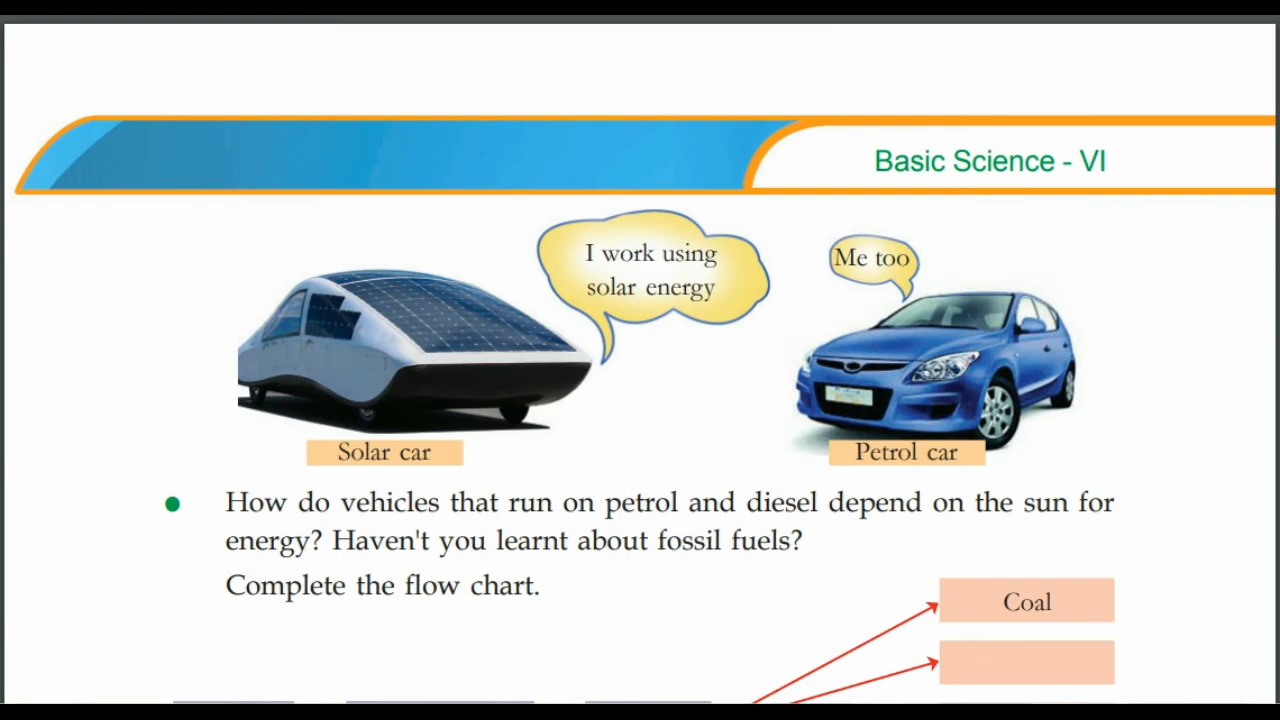 Basic Science - VI
I work using
solar energy
Me too
Solar car
Petrol car
How do vehicles that run on petrol and diesel depend on the sun for
energy? Haven't you learnt about fossil fuels?
Complete the flow chart.
Coal